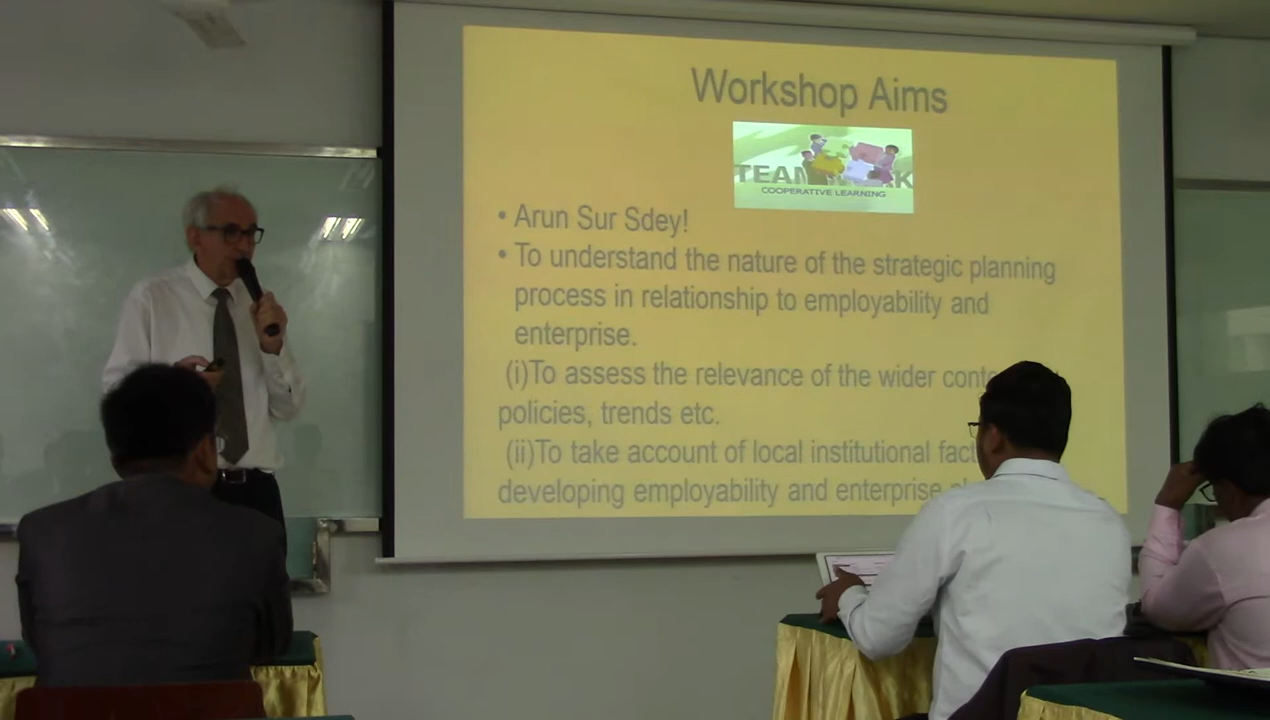 Workshop Aims
COOPERATIVE LEARNING
• Arun Sur Sdey!
• To understand the nature of the strategic planning
process in relationship to employability and
enterprise.
(i)To assess the relevance of the wider
policies, trends etc.
(ii)To take account of local institutional
developing employability and enterprise